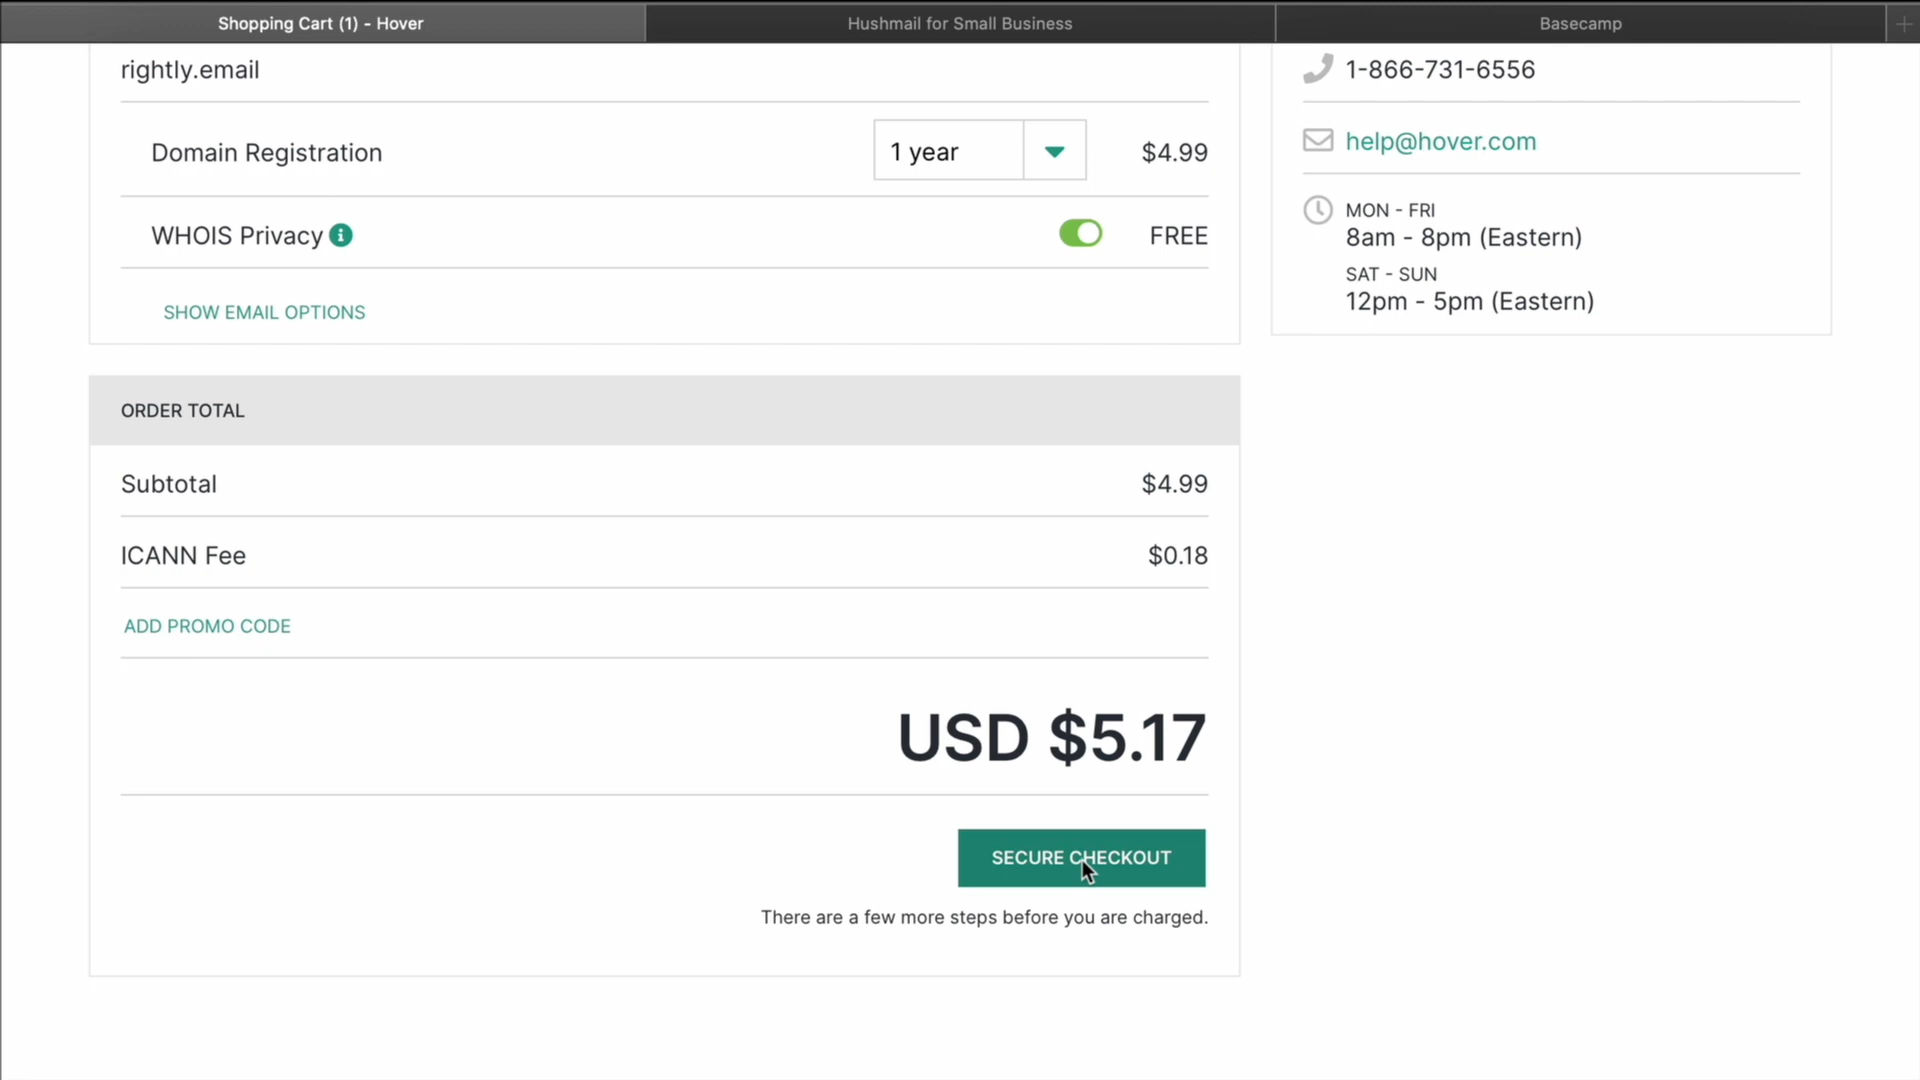 Shopping Cart (1) - Hover
Hushmail for Small Business
Basecamp
rightly.email
Domain Registration
1 year
$4.99
WHOIS Privacy
FREE
SHOW EMAIL OPTIONS
ORDER TOTAL
Subtotal
$4.99
ICANN Fee
$0.18
ADD PROMO CODE
USD $5.17
SECURE CHECKOUT
There are a few more steps before you are charged.
1-866-731-6556
help@hover.com
MON - FRI
8am - 8pm (Eastern)
SAT - SUN
12pm - 5pm (Eastern)